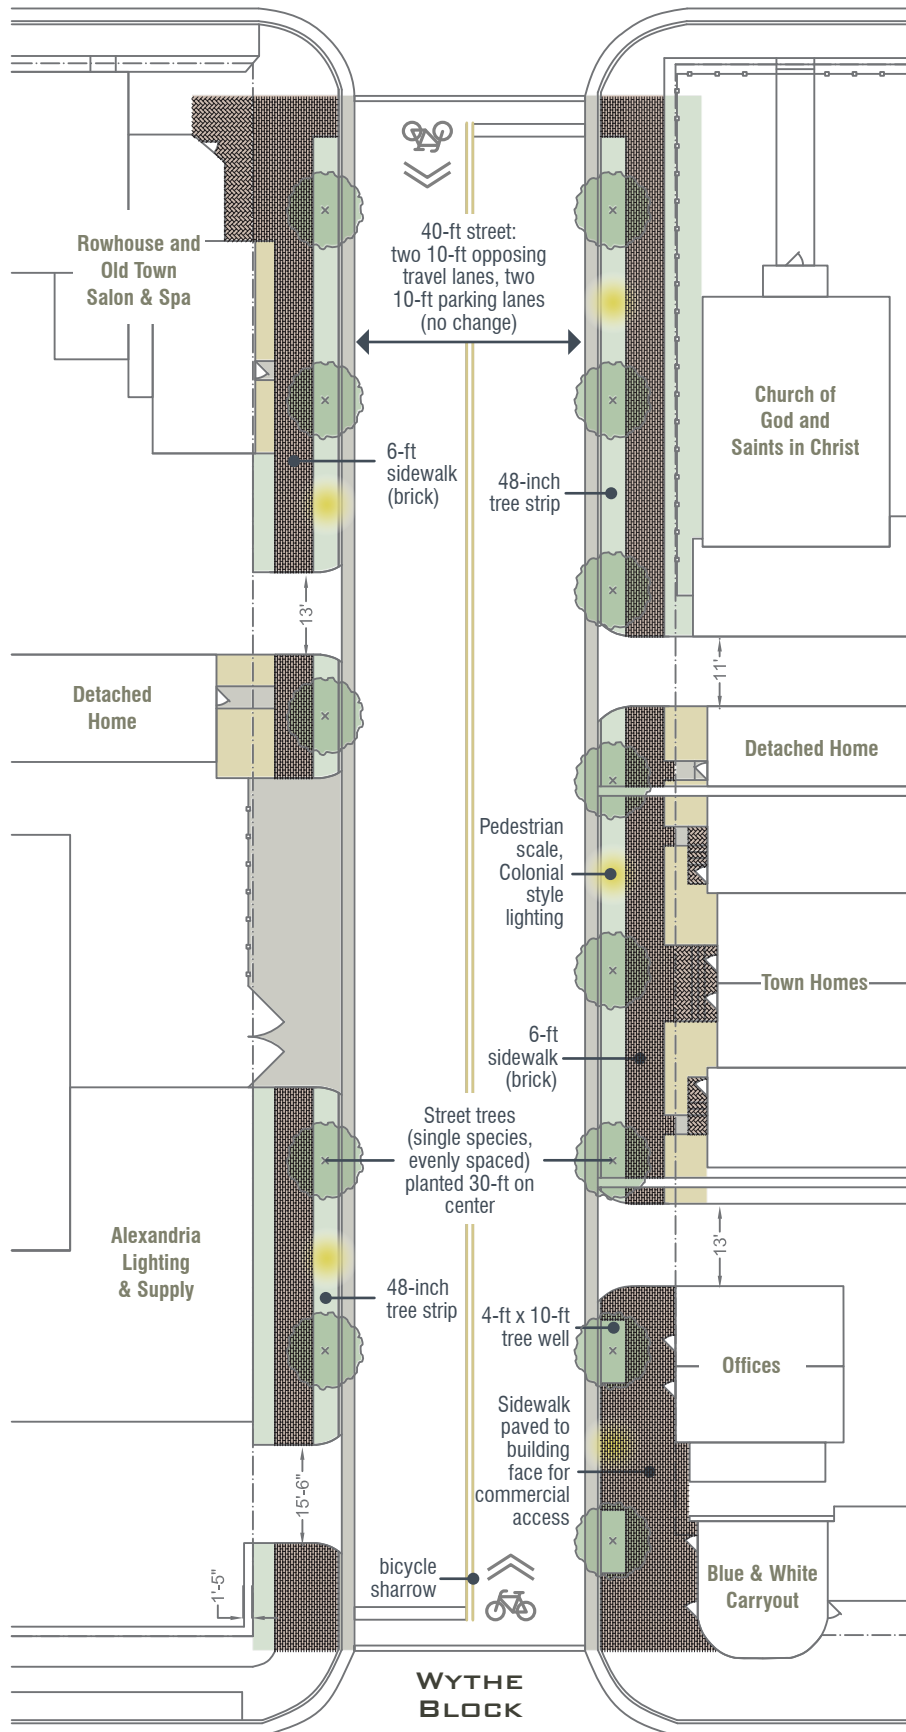 40-ft street:
two 10-ft opposing
travel lanes, two
10-ft parking lanes
(no change)
Rowhouse and
Old Town
Salon & Spa
Church of
God and
Saints in Christ
6-ft
sidewalk
(brick)
48-inch
tree strip
13'
11'
Detached
Home
Detached Home
Pedestrian
scale,
Colonial
style
lighting
Town Homes
6-ft
sidewalk
(brick)
Street trees
(single species,
evenly spaced)
planted 30-ft on
center
Alexandria
Lighting
& Supply
13'
48-inch
tree strip
4-ft x 10-ft
tree well
Offices
Sidewalk
paved to
building
face for
commercial
access
15'-6"
1'-5"
bicycle
sharrow
Blue & White
Carryout
WYTHE
BLOCK